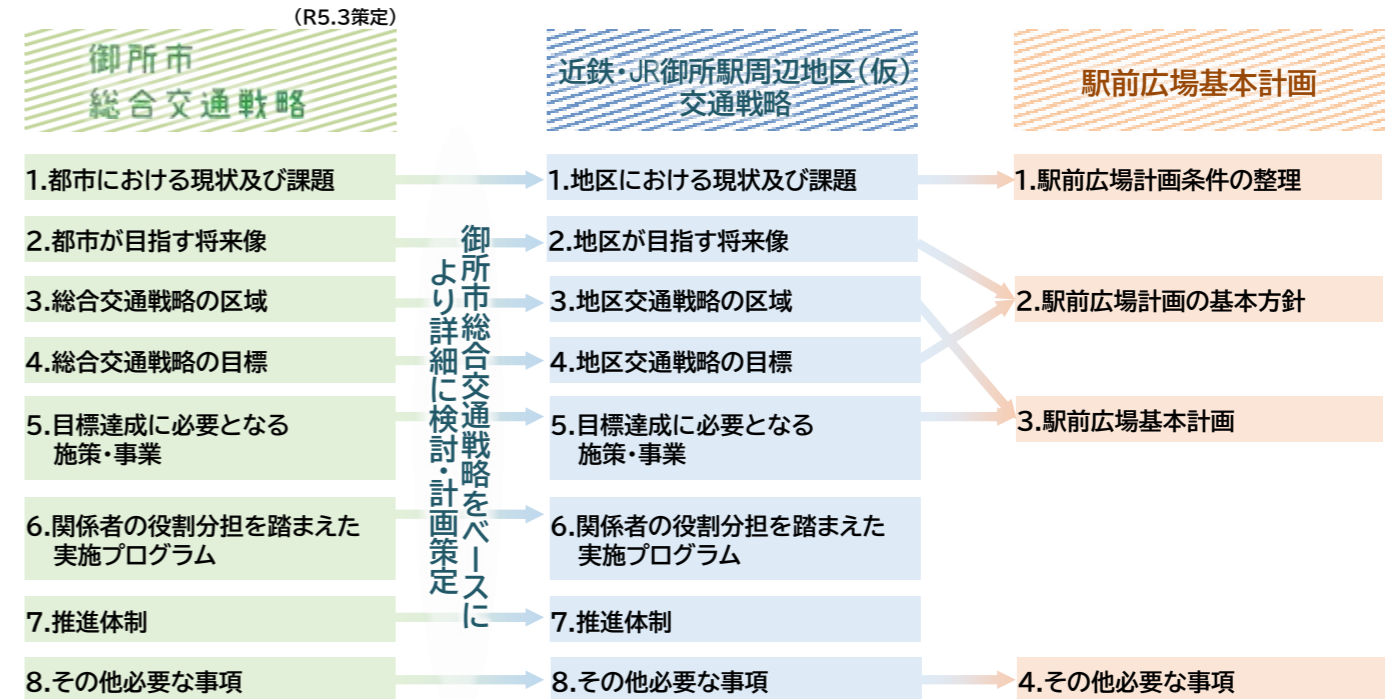 （R5.3策定）
御所市
総合交通戦略
1.都市における現状及び課題
2.都市が目指す将来像
3.総合交通戦略の区域
4.総合交通戦略の目標
5.目標達成に必要となる
施策・事業
6.関係者の役割分担を踏まえた
実施プログラム
7.推進体制
8.その他必要な事項
御所市総合交通戦略をベースに
より詳細に検討・計画策定
近鉄・JR御所駅周辺地区（仮）
交通戦略
1.地区における現状及び課題
2.地区が目指す将来像
3.地区交通戦略の区域
4.地区交通戦略の目標
5.目標達成に必要となる
施策・事業
6.関係者の役割分担を踏まえた
実施プログラム
7.推進体制
8.その他必要な事項
駅前広場基本計画
1.駅前広場計画条件の整理
2.駅前広場計画の基本方針
3.駅前広場基本計画
4.その他必要な事項